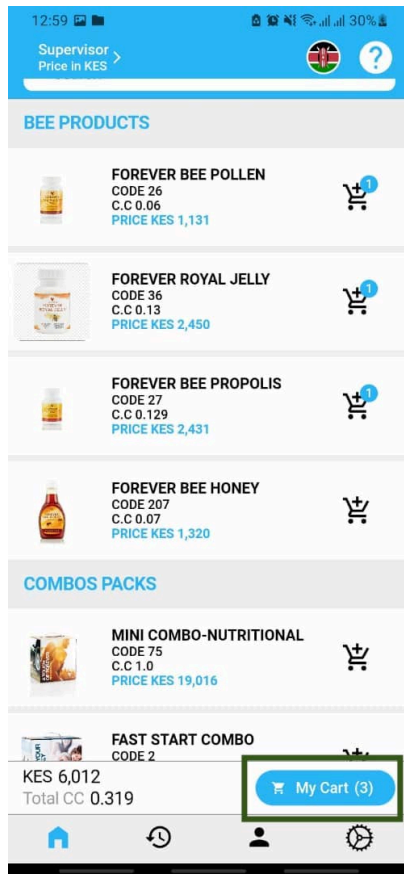 12:59
30%
Supervisor >
Price in KES
?
BEE PRODUCTS
FOREVER BEE POLLEN
CODE 26
C.C 0.06
PRICE KES 1,131
1
FOREVER ROYAL JELLY
CODE 36
C.C 0.13
PRICE KES 2,450
1
FOREVER BEE PROPOLIS
CODE 27
C.C 0.129
PRICE KES 2,431
1
FOREVER BEE HONEY
CODE 207
C.C 0.07
PRICE KES 1,320
COMBOS PACKS
MINI COMBO-NUTRITIONAL
CODE 75
C.C 1.0
PRICE KES 19,016
FAST START COMBO
CODE 2
KES 6,012
Total CC 0.319
My Cart (3)